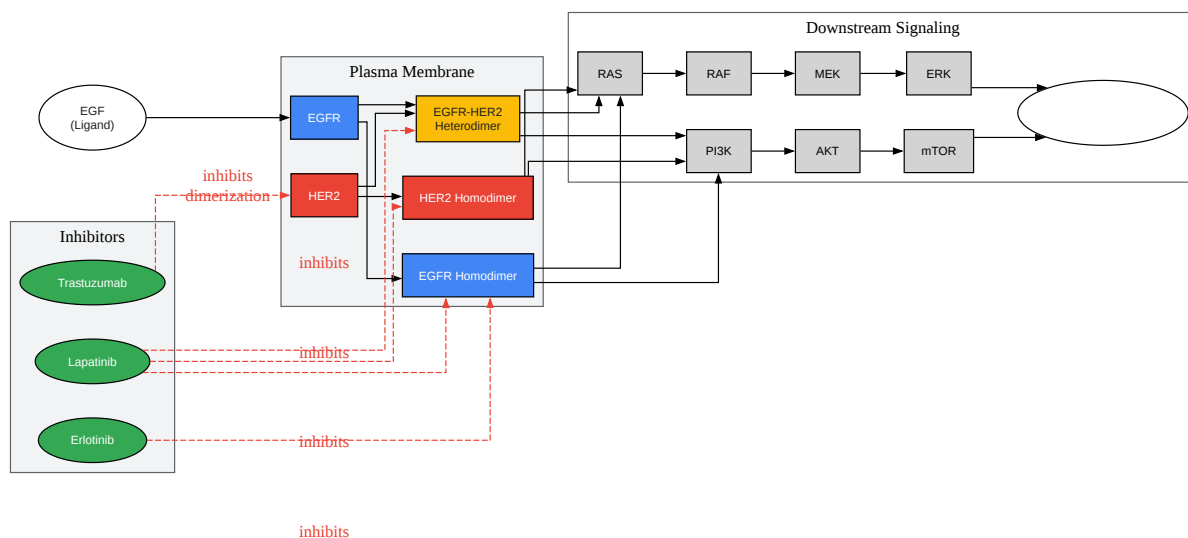 Downstream Signaling
Plasma Membrane
RAS
RAF
MEK
ERK
EGF
(Ligand)
EGFR
EGFR-HER2
Heterodimer
PI3K
AKT
mTOR
inhibits
dimerization
HER2
HER2 Homodimer
Inhibitors
inhibits
EGFR Homodimer
Trastuzumab
inhibits
Lapatinib
Erlotinib
inhibits
inhibits